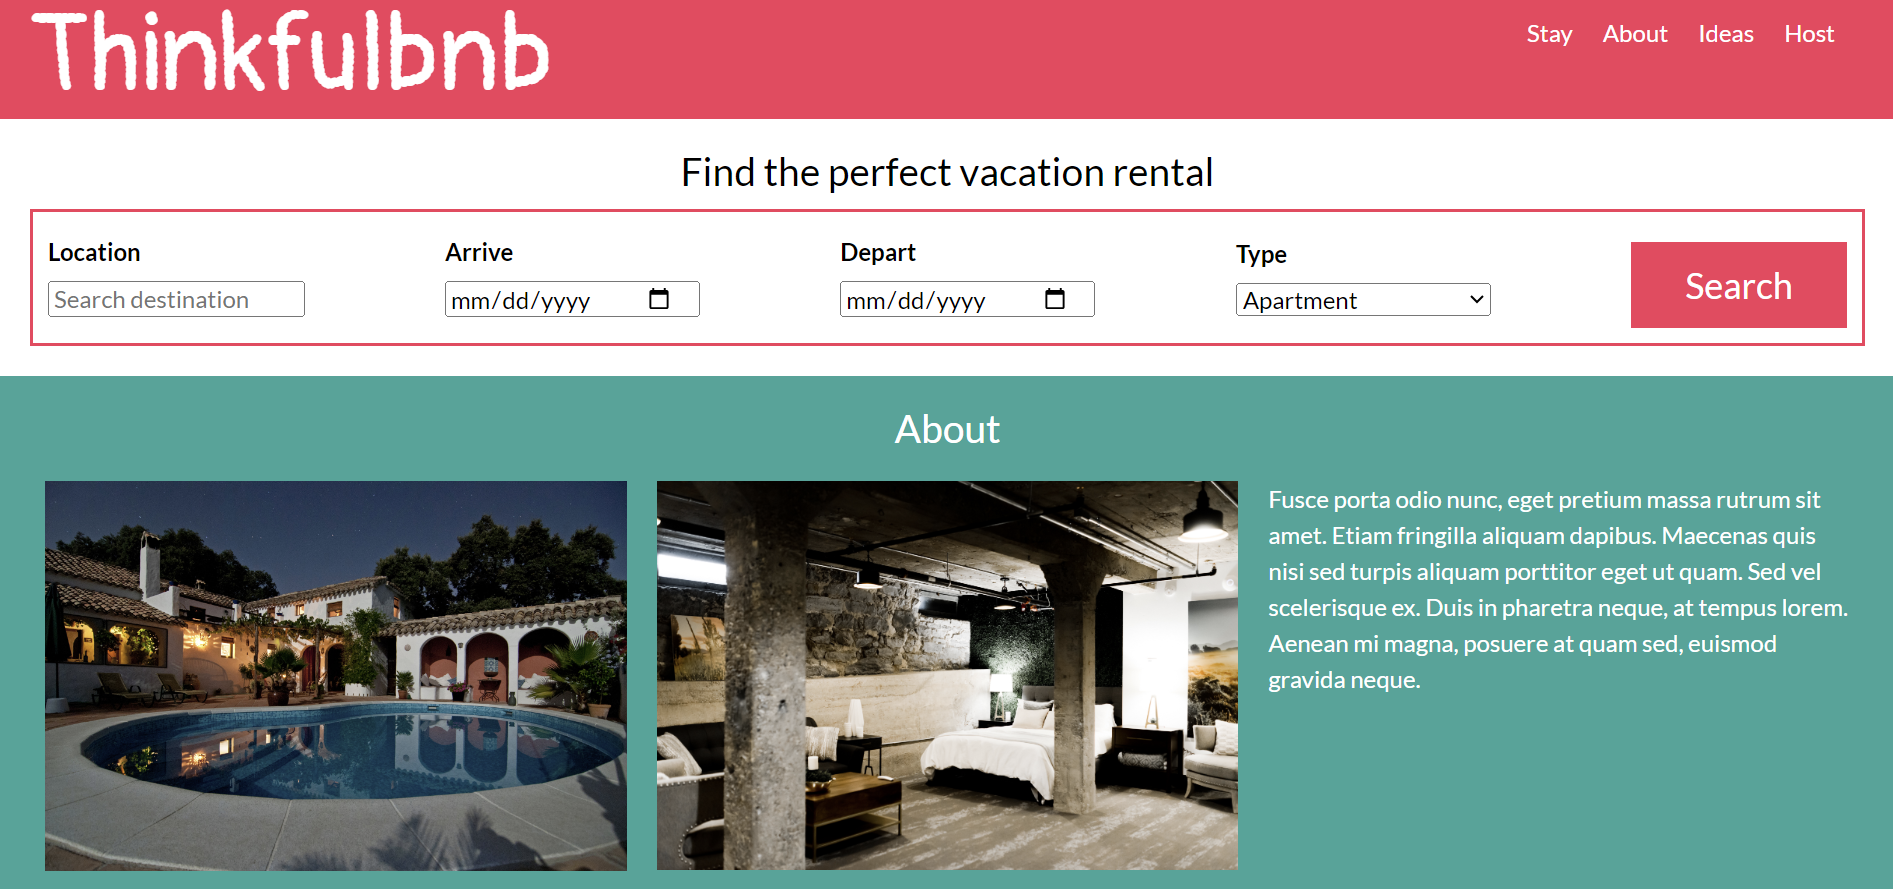 Thinkfulbnb
Stay About Ideas Host
Find the perfect vacation rental
Location Arrive Depart Type
Search destination mm/dd/yyyy mm/dd/yyyy Apartment Search
About
Fusce porta odio nunc, eget pretium massa rutrum sit
amet. Etiam fringilla aliquam dapibus. Maecenas quis
nisi sed turpis aliquam porttitor eget ut quam. Sed vel
scelerisque ex. Duis in pharetra neque, at tempus lorem.
Aenean mi magna, posuere at quam sed, euismod
gravida neque.